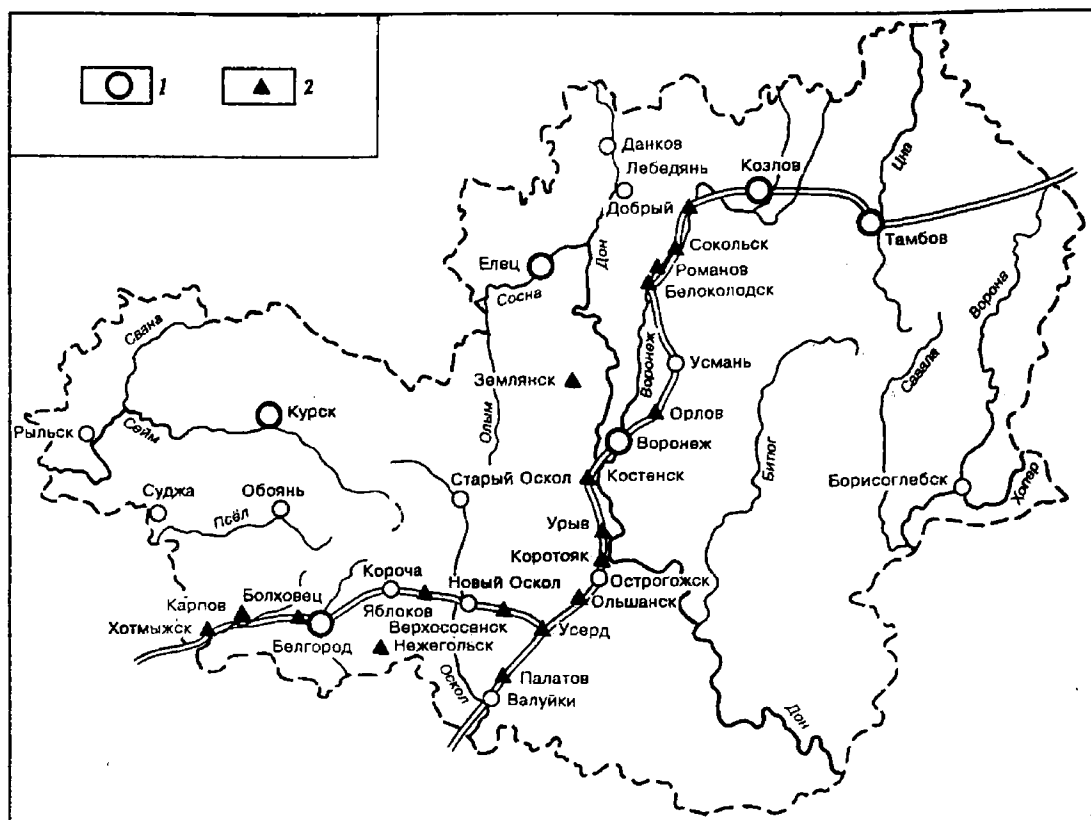 1
2
Данков
Лебедянь
Козлов
Цна
Добрый
Тамбов
Сокольск
Елец
Дон
Романов
Белоколодск
Сосна
Ворона
Свапа
Воронеж
Усмань
Землянск
Савала
Курск
Олым
Орлов
Рыльск
Сейм
Воронеж
Битюг
Старый Оскол
Костенск
Борисоглебск
Хопер
Суджа
Обоянь
Псёл
Урыв
Коротояк
Короча
Новый Оскол
Острогожск
Карпов
Болховец
Яблоков
Ольшанск
Хотмыжск
Верхососенск
Усерд
Белгород
Нежегольск
Оскол
Палатов
Валуйки
Дон